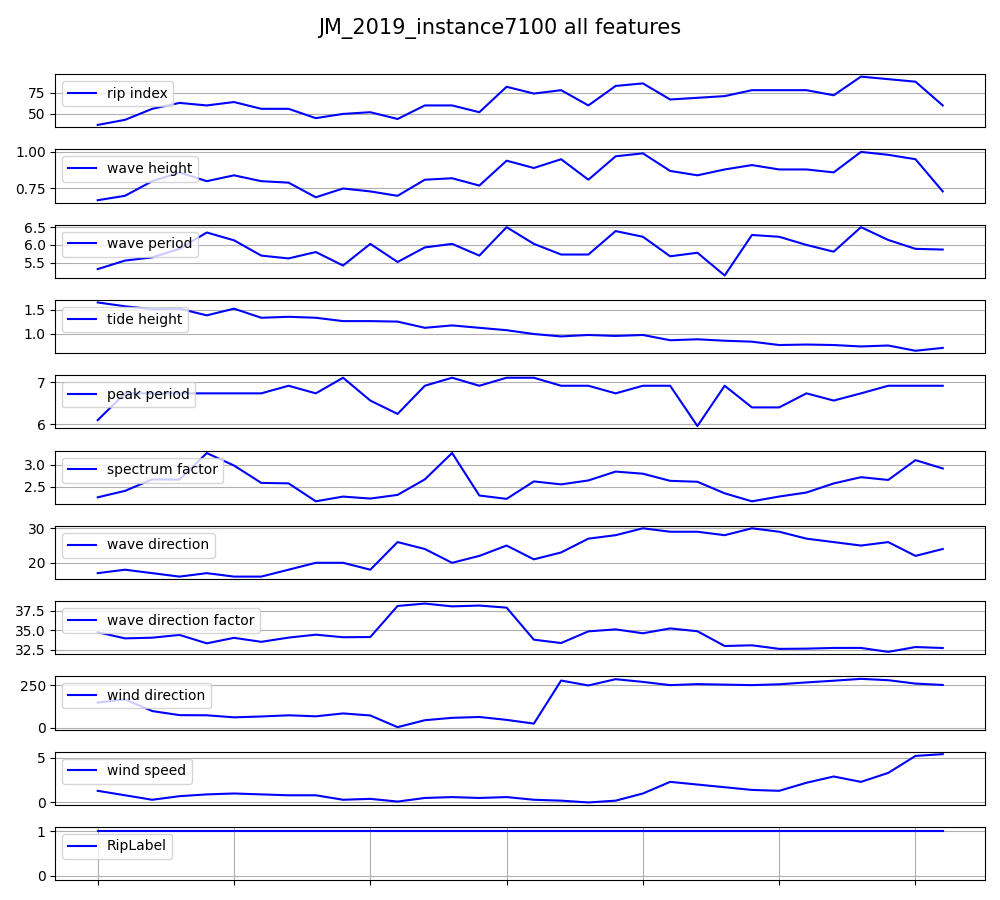 JM_2019_instance7100 all features
75
50
rip index
1.00
0.75
wave height
6.5
6.0
5.5
wave period
1.5
1.0
tide height
7
6
peak period
3.0
2.5
spectrum factor
30
20
wave direction
37.5
35.0
32.5
wave direction factor
250
0
wind direction
5
0
wind speed
1
0
RipLabel